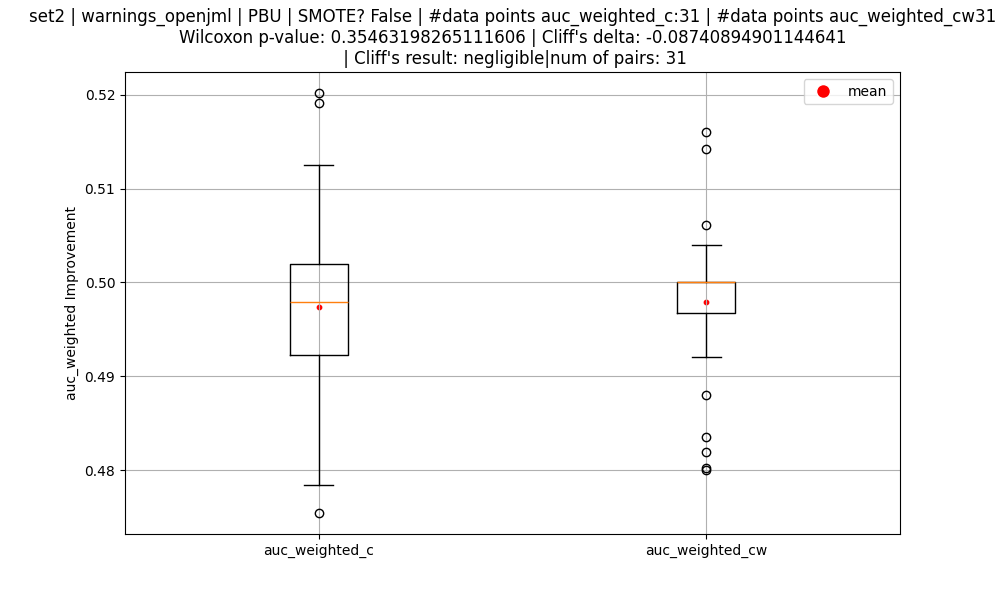 set2 | warnings_openjml | PBU | SMOTE? False | #data points auc_weighted_c:31 | #data points auc_weighted_cw31
Wilcoxon p-value: 0.35463198265111606 | Cliff's delta: -0.08740894901144641
| Cliff's result: negligible|num of pairs: 31
mean
0.52
0.51
0.50
0.49
0.48
auc_weighted Improvement
auc_weighted_c
auc_weighted_cw